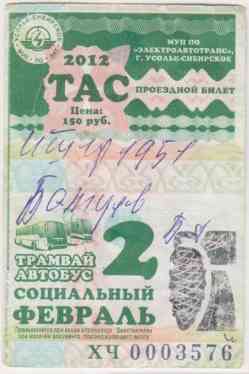 МУП ПО
«ЭЛЕКТРОАВТОТРАНС»,
г. УСОЛЬЕ-СИБИРСКОЕ
2012
ТАС
ПРОЕЗДНОЙ БИЛЕТ
Цена:
150 руб.
1951
2
ТРАМВАЙ
АВТОБУС
СОЦИАЛЬНЫЙ
ФЕВРАЛЬ
ХЧ 0003576